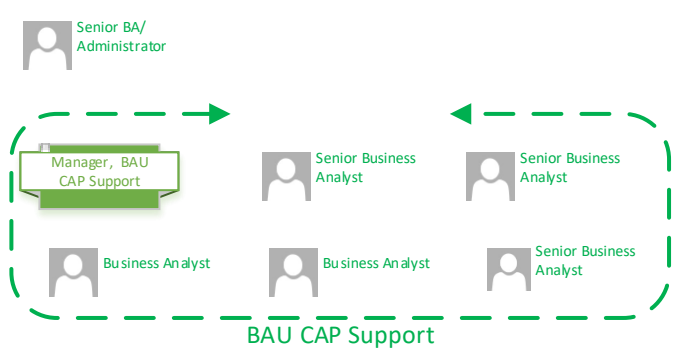 Senior BA/
Administrator
Manager, BAU
CAP Support
Senior Business
Analyst
Senior Business
Analyst
Business Analyst
Business Analyst
Senior Business
Analyst
BAU CAP Support